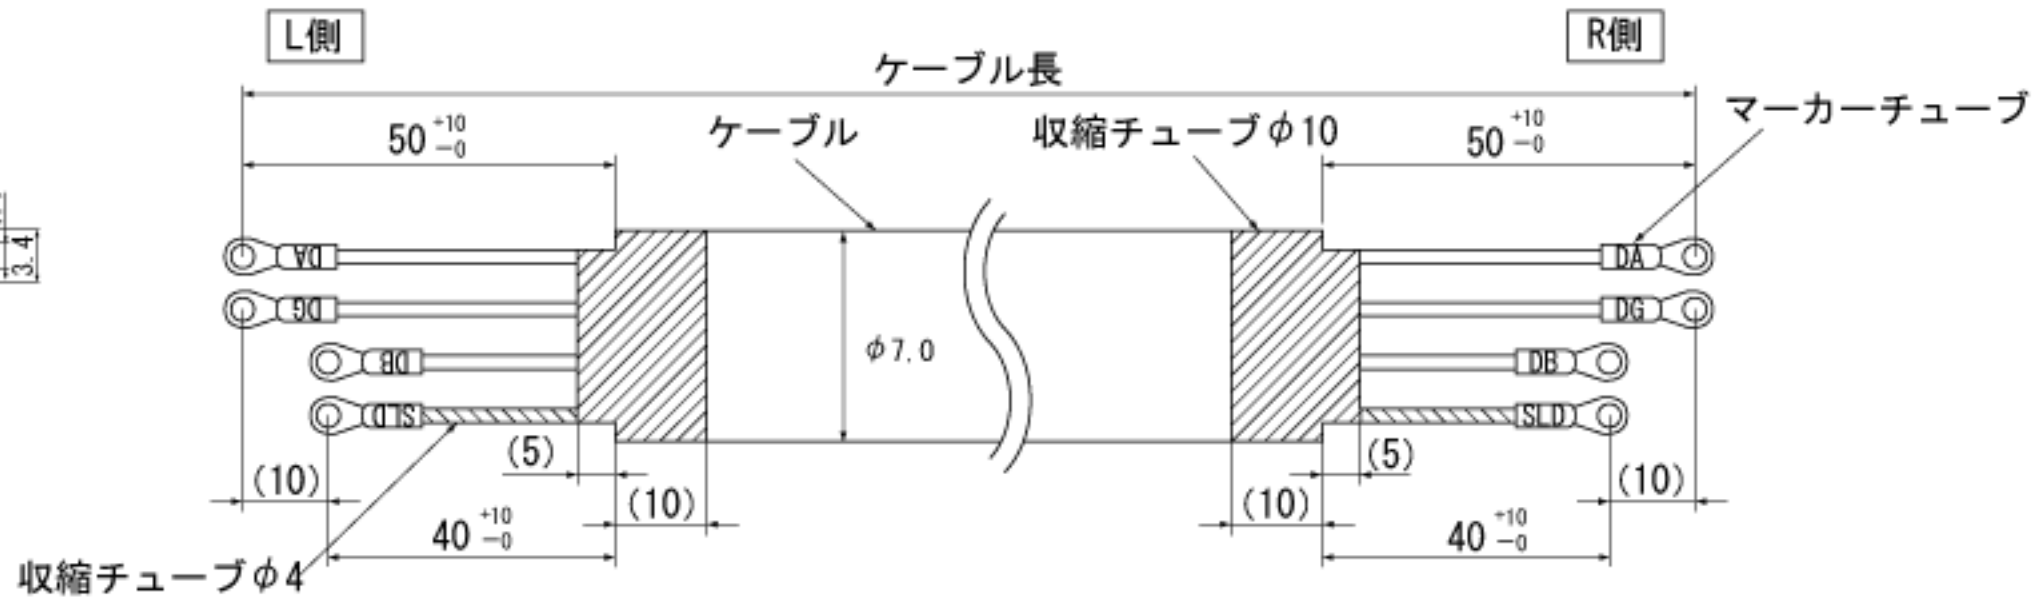 L側
R側
ケーブル長
マーカーチューブ
50 +10 −0
ケーブル
収縮チューブφ10
50 +10 −0
3.4
DA
DA
DG
DG
φ7.0
DB
DB
SLD
SLD
(5)
(5)
(10)
(10)
(10)
(10)
40 +10 −0
40 +10 −0
収縮チューブφ4